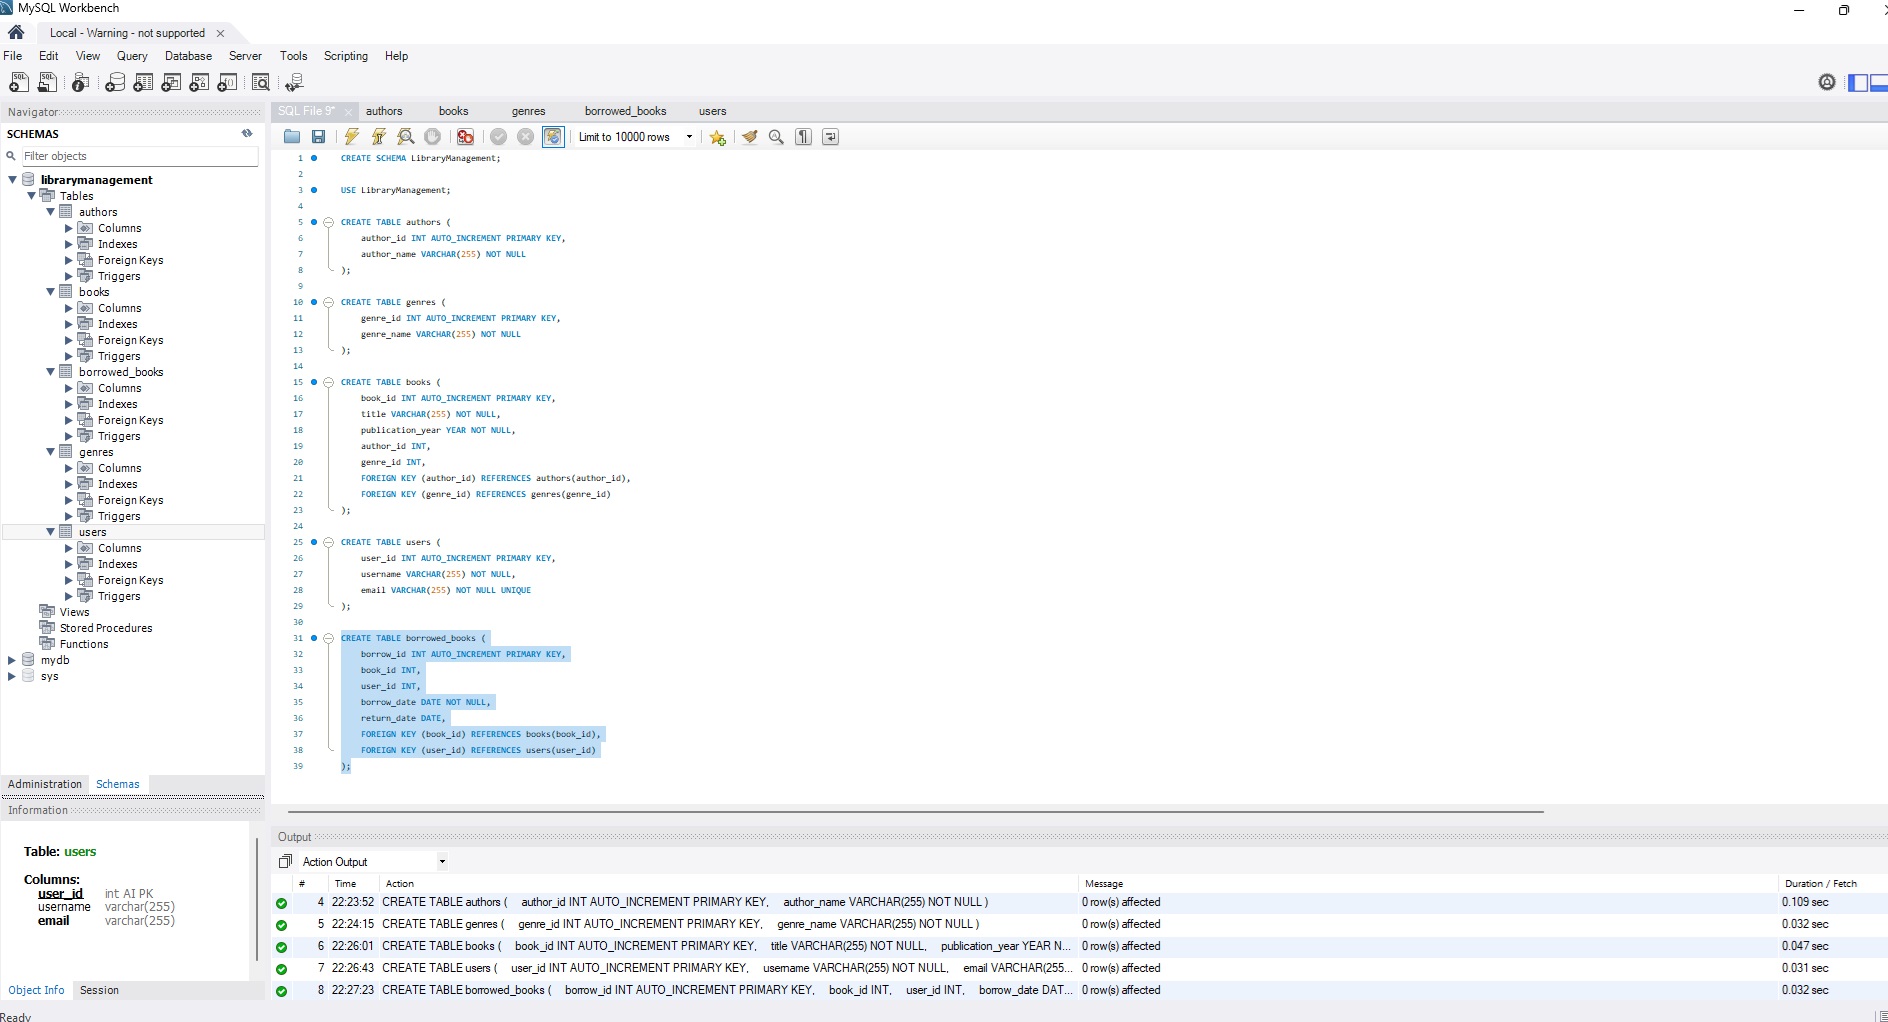 MySQL Workbench
Local - Warning - not supported
File Edit View Query Database Server Tools Scripting Help
Navigator
SCHEMAS
Filter objects
librarymanagement
Tables
authors
Columns
Indexes
Foreign Keys
Triggers
books
Columns
Indexes
Foreign Keys
Triggers
borrowed_books
Columns
Indexes
Foreign Keys
Triggers
genres
Columns
Indexes
Foreign Keys
Triggers
users
Columns
Indexes
Foreign Keys
Triggers
Views
Stored Procedures
Functions
mydb
sys
Administration Schemas
Information
Table: users
Columns:
user_id int AI PK
username varchar(255)
email varchar(255)
Object Info Session
SQL File 9* authors books genres borrowed_books users
Limit to 10000 rows
1 CREATE SCHEMA LibraryManagement;
2
3 USE LibraryManagement;
4
5 CREATE TABLE authors (
6 author_id INT AUTO_INCREMENT PRIMARY KEY,
7 author_name VARCHAR(255) NOT NULL
8 );
9
10 CREATE TABLE genres (
11 genre_id INT AUTO_INCREMENT PRIMARY KEY,
12 genre_name VARCHAR(255) NOT NULL
13 );
14
15 CREATE TABLE books (
16 book_id INT AUTO_INCREMENT PRIMARY KEY,
17 title VARCHAR(255) NOT NULL,
18 publication_year YEAR NOT NULL,
19 author_id INT,
20 genre_id INT,
21 FOREIGN KEY (author_id) REFERENCES authors(author_id),
22 FOREIGN KEY (genre_id) REFERENCES genres(genre_id)
23 );
24
25 CREATE TABLE users (
26 user_id INT AUTO_INCREMENT PRIMARY KEY,
27 username VARCHAR(255) NOT NULL,
28 email VARCHAR(255) NOT NULL UNIQUE
29 );
30
31 CREATE TABLE borrowed_books (
32 borrow_id INT AUTO_INCREMENT PRIMARY KEY,
33 book_id INT,
34 user_id INT,
35 borrow_date DATE NOT NULL,
36 return_date DATE,
37 FOREIGN KEY (book_id) REFERENCES books(book_id),
38 FOREIGN KEY (user_id) REFERENCES users(user_id)
39 );
Output
Action Output
# Time Action Message Duration / Fetch
4 22:23:52 CREATE TABLE authors ( author_id INT AUTO_INCREMENT PRIMARY KEY, author_name VARCHAR(255) NOT NULL ) 0 row(s) affected 0.109 sec
5 22:24:15 CREATE TABLE genres ( genre_id INT AUTO_INCREMENT PRIMARY KEY, genre_name VARCHAR(255) NOT NULL ) 0 row(s) affected 0.032 sec
6 22:26:01 CREATE TABLE books ( book_id INT AUTO_INCREMENT PRIMARY KEY, title VARCHAR(255) NOT NULL, publication_year YEAR N... 0 row(s) affected 0.047 sec
7 22:26:43 CREATE TABLE users ( user_id INT AUTO_INCREMENT PRIMARY KEY, username VARCHAR(255) NOT NULL, email VARCHAR(255... 0 row(s) affected 0.031 sec
8 22:27:23 CREATE TABLE borrowed_books ( borrow_id INT AUTO_INCREMENT PRIMARY KEY, book_id INT, user_id INT, borrow_date DAT... 0 row(s) affected 0.032 sec
Ready